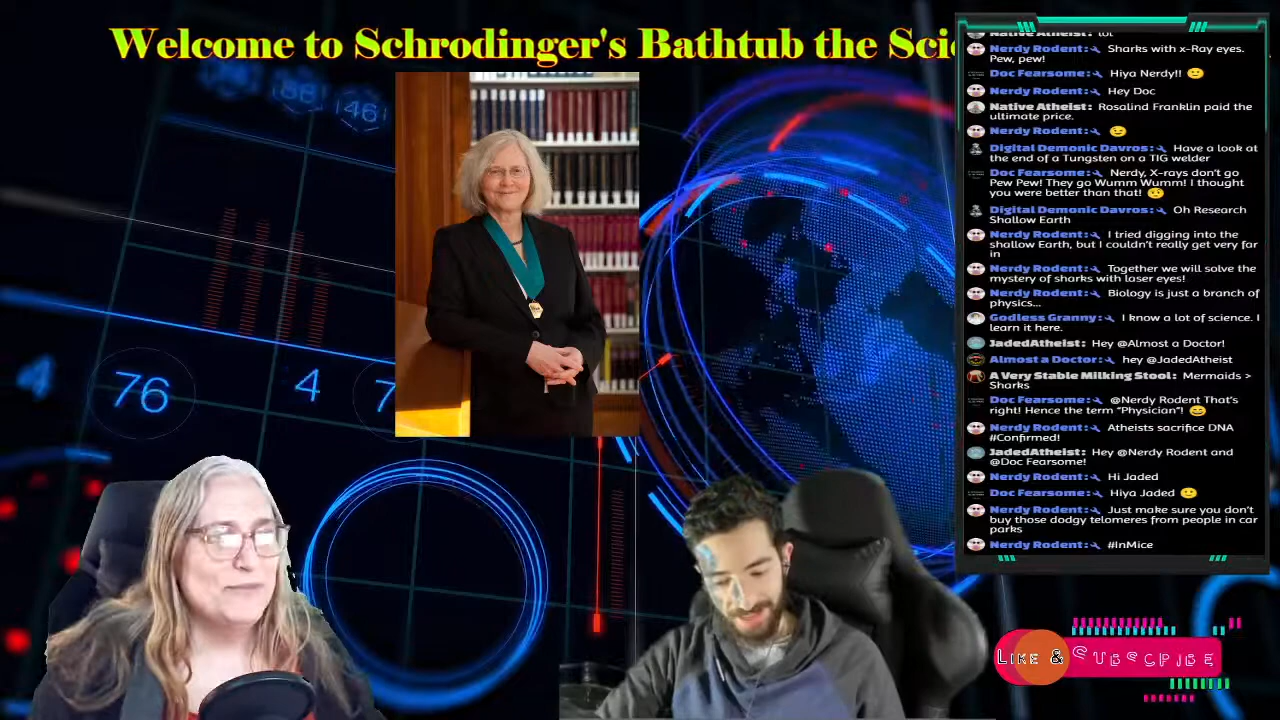 Welcome to Schrodinger's Bathtub the Scie
88
46
4
76
4
7
Native Atheist: lol
Nerdy Rodent: Sharks with x-Ray eyes.
Pew, pew!
Doc Fearsome: Hiya Nerdy!! 🙂
Nerdy Rodent: Hey Doc
Native Atheist: Rosalind Franklin paid the
ultimate price.
Nerdy Rodent: 😉
Digital Demonic Davros: Have a look at
the end of a Tungsten on a TIG welder
Doc Fearsome: Nerdy, X-rays don't go
Pew Pew! They go Wumm Wumm! I thought
you were better than that! 🤨
Digital Demonic Davros: Oh Research
Shallow Earth
Nerdy Rodent: I tried digging into the
shallow Earth, but I couldn't really get very far
in
Nerdy Rodent: Together we will solve the
mystery of sharks with laser eyes!
Nerdy Rodent: Biology is just a branch of
physics...
Godless Granny: I know a lot of science. I
learn it here.
JadedAtheist: Hey @Almost a Doctor!
Almost a Doctor: hey @JadedAtheist
A Very Stable Milking Stool: Mermaids >
Sharks
Doc Fearsome: @Nerdy Rodent That's
right! Hence the term "Physician"! 😄
Nerdy Rodent: Atheists sacrifice DNA
#Confirmed!
JadedAtheist: Hey @Nerdy Rodent and
@Doc Fearsome!
Nerdy Rodent: Hi Jaded
Doc Fearsome: Hiya Jaded 🙂
Nerdy Rodent: Just make sure you don't
buy those dodgy telomeres from people in car
parks
Nerdy Rodent: #InMice
LIKE & SUBSCRIBE